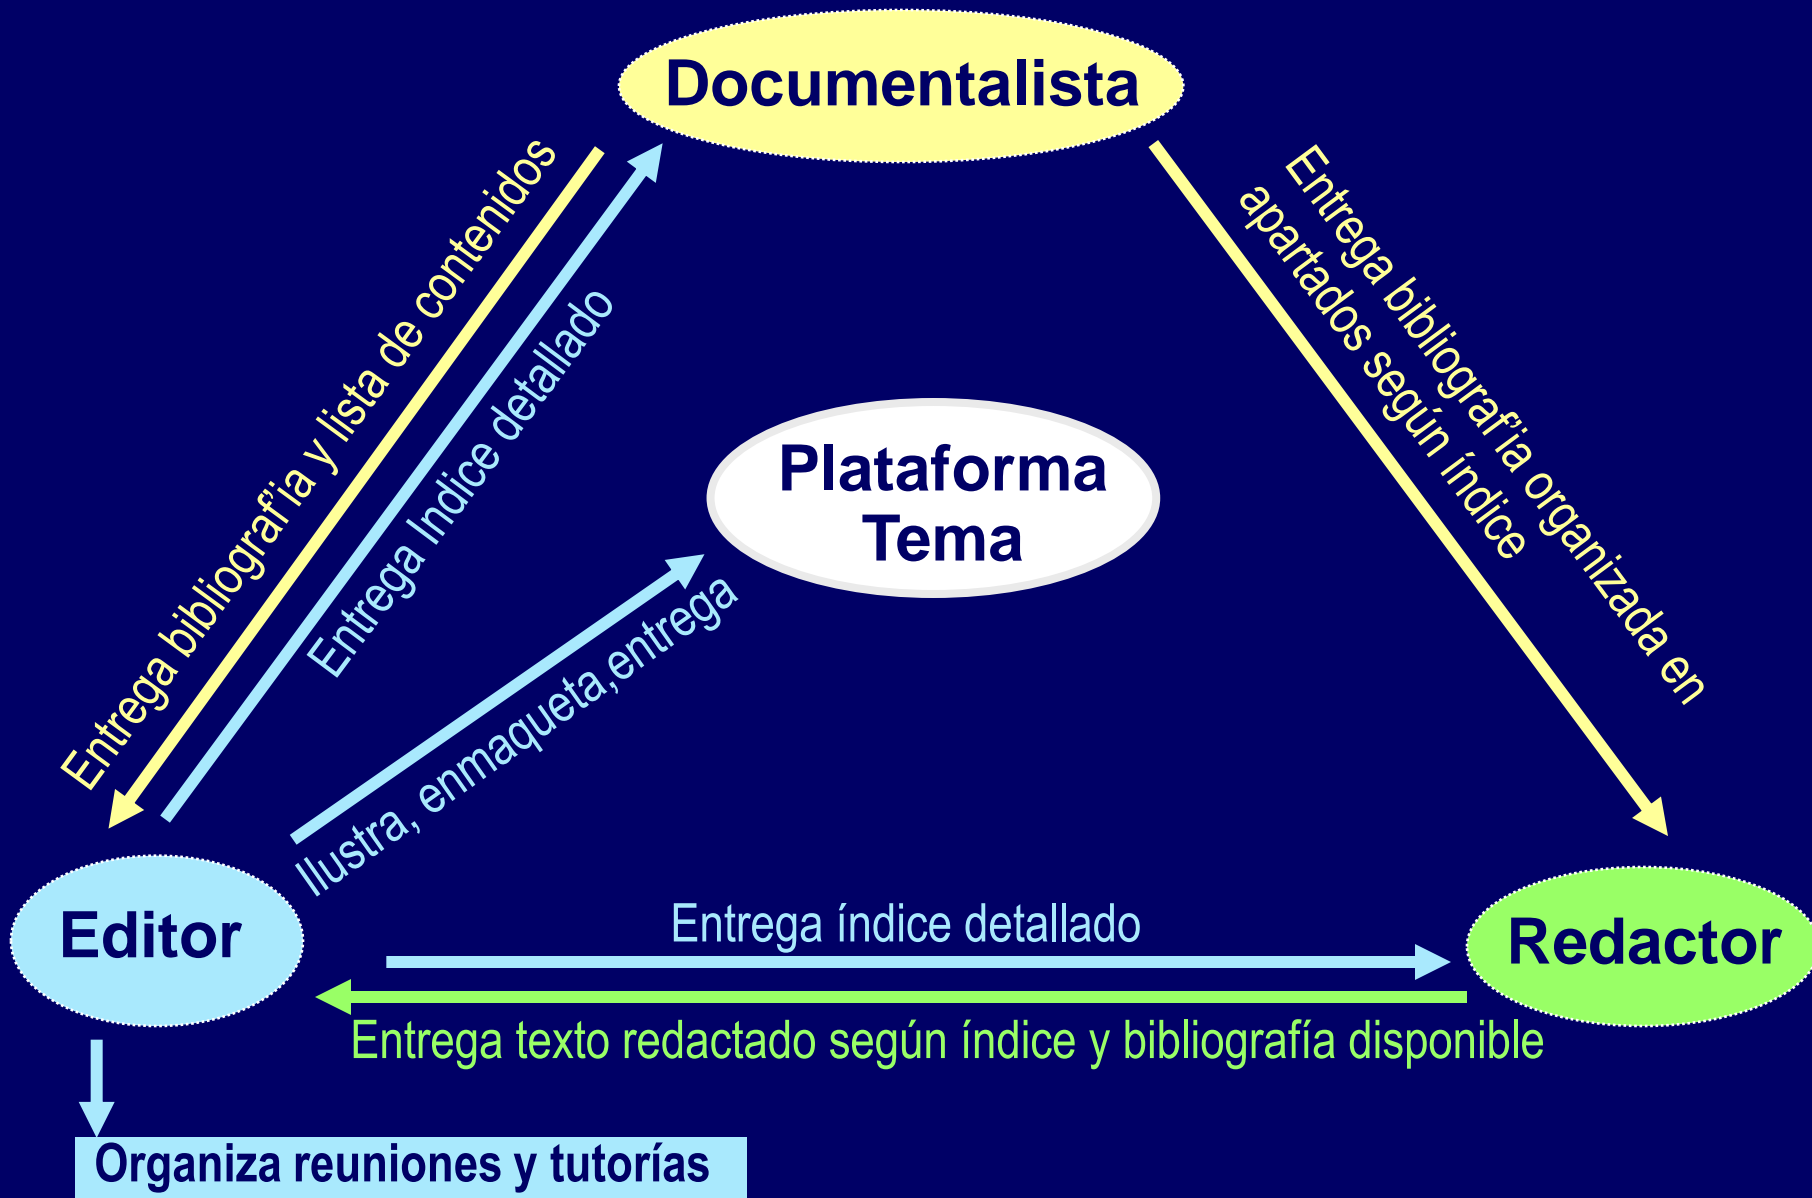 Documentalista
Entrega bibliograf'ia y lista de contenidos
Entrega Indice detallado
Entrega bibliograf'ia organizada en
apartados según índice
Plataforma
Tema
Ilustra, enmaqueta,entrega
Editor
Entrega índice detallado
Redactor
Entrega texto redactado según índice y bibliografía disponible
Organiza reuniones y tutorías